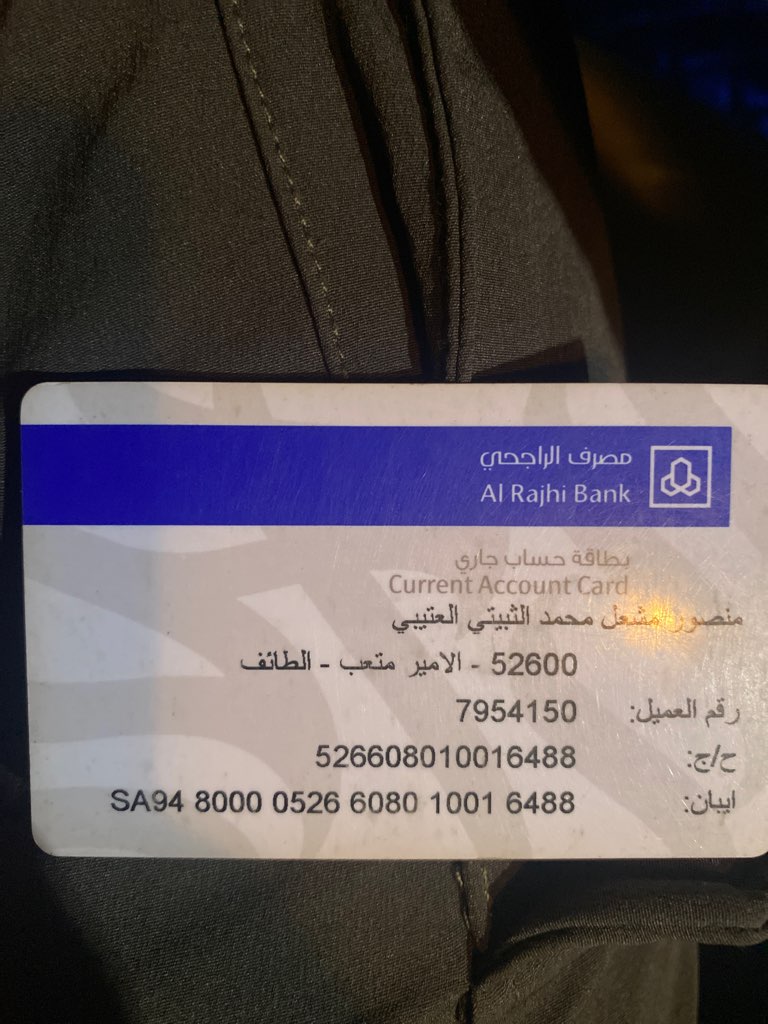 مصرف الراجحي
Al Rajhi Bank
بطاقة حساب جاري
Current Account Card
منصور مشعل محمد الثبيتي العتيبي
52600 - الامير متعب - الطائف
رقم العميل: 7954150
ح/ج: 526608010016488
ايبان: SA94 8000 0526 6080 1001 6488